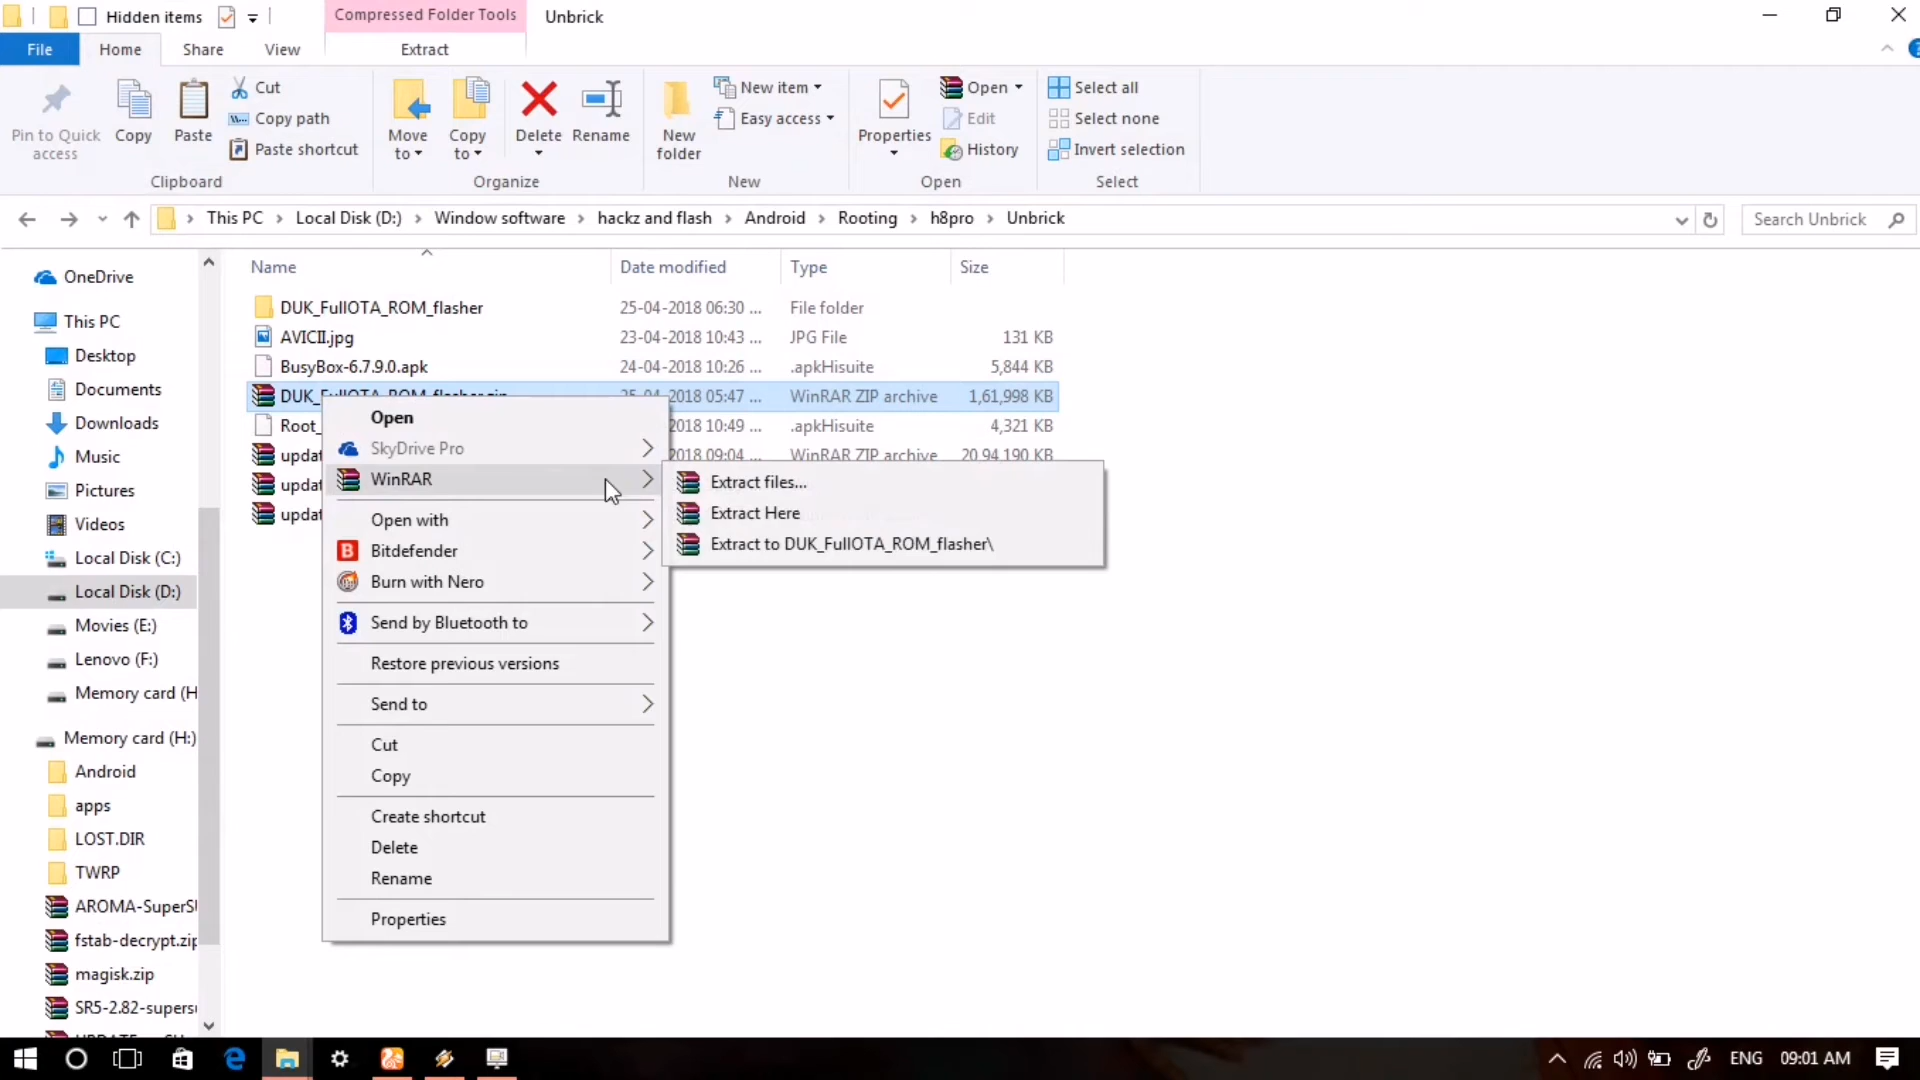 Hidden items
Compressed Folder Tools
Unbrick
File
Home
Share
View
Extract
Pin to Quick access
Copy
Paste
Cut
Copy path
Paste shortcut
Move to
Copy to
Delete
Rename
New folder
New item
Easy access
Properties
Open
Edit
History
Select all
Select none
Invert selection
Clipboard
Organize
New
Open
Select
This PC > Local Disk (D:) > Window software > hackz and flash > Android > Rooting > h8pro > Unbrick
Search Unbrick
Name
Date modified
Type
Size
OneDrive
This PC
Desktop
Documents
Downloads
Music
Pictures
Videos
Local Disk (C:)
Local Disk (D:)
Movies (E:)
Lenovo (F:)
Memory card (H
Memory card (H:)
Android
apps
LOST.DIR
TWRP
AROMA-SuperSU
fstab-decrypt.zip
magisk.zip
SR5-2.82-supersu
DUK_FullOTA_ROM_flasher 25-04-2018 06:30 ... File folder
AVICII.jpg 23-04-2018 10:43 ... JPG File 131 KB
BusyBox-6.7.9.0.apk 24-04-2018 10:26 ... .apkHisuite 5,844 KB
DUK_FullOTA_ROM_flasher.zip 25-04-2018 05:47 ... WinRAR ZIP archive 1,61,998 KB
Root_ 2018 10:49 ... .apkHisuite 4,321 KB
updat 2018 09:04 ... WinRAR ZIP archive 20,94,190 KB
updat
updat
Open
SkyDrive Pro
WinRAR
Open with
Bitdefender
Burn with Nero
Send by Bluetooth to
Restore previous versions
Send to
Cut
Copy
Create shortcut
Delete
Rename
Properties
Extract files...
Extract Here
Extract to DUK_FullOTA_ROM_flasher\
ENG
09:01 AM